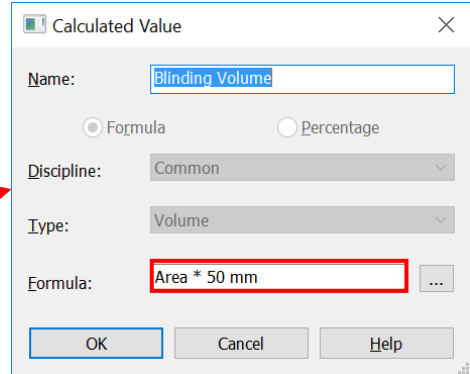 Calculated Value
Name: Blinding Volume
Formula Percentage
Discipline: Common
Type: Volume
Formula: Area * 50 mm ...
OK Cancel Help